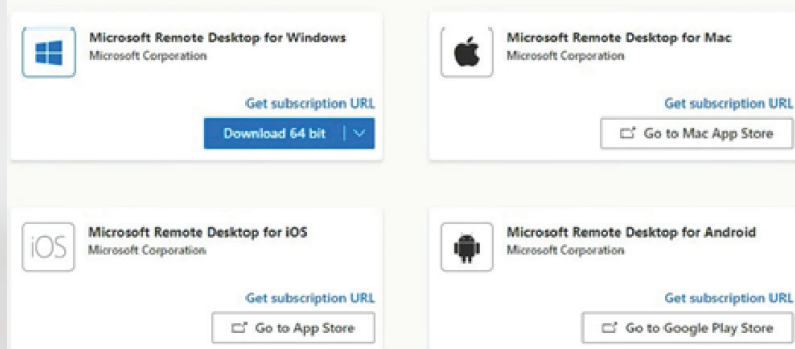 Microsoft Remote Desktop for Windows
Microsoft Corporation
Get subscription URL
Download 64 bit
Microsoft Remote Desktop for Mac
Microsoft Corporation
Get subscription URL
Go to Mac App Store
iOS
Microsoft Remote Desktop for iOS
Microsoft Corporation
Get subscription URL
Go to App Store
Microsoft Remote Desktop for Android
Microsoft Corporation
Get subscription URL
Go to Google Play Store